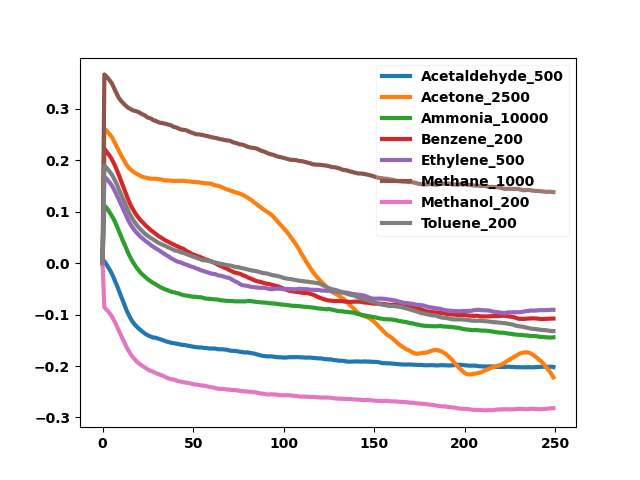 Acetaldehyde_500
Acetone_2500
Ammonia_10000
Benzene_200
Ethylene_500
Methane_1000
Methanol_200
Toluene_200
0.3
0.2
0.1
0.0
−0.1
−0.2
−0.3
0 50 100 150 200 250